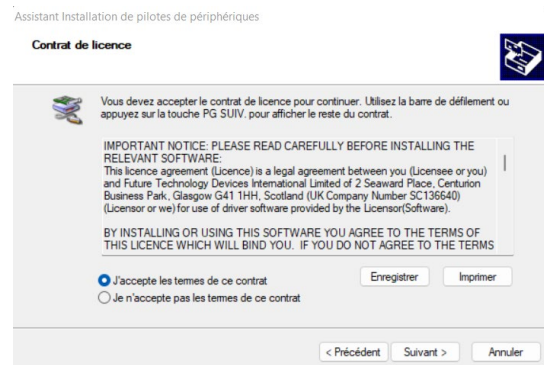 Assistant Installation de pilotes de périphériques
Contrat de licence
Vous devez accepter le contrat de licence pour continuer. Utilisez la barre de défilement ou
appuyez sur la touche PG SUIV. pour afficher le reste du contrat.
IMPORTANT NOTICE: PLEASE READ CAREFULLY BEFORE INSTALLING THE
RELEVANT SOFTWARE:
This licence agreement (Licence) is a legal agreement between you (Licensee or you)
and Future Technology Devices International Limited of 2 Seaward Place, Centurion
Business Park, Glasgow G41 1HH, Scotland (UK Company Number SC136640)
(Licensor or we) for use of driver software provided by the Licensor(Software).
BY INSTALLING OR USING THIS SOFTWARE YOU AGREE TO THE TERMS OF
THIS LICENCE WHICH WILL BIND YOU. IF YOU DO NOT AGREE TO THE TERMS
J'accepte les termes de ce contrat
Enregistrer
Imprimer
Je n'accepte pas les termes de ce contrat
< Précédent
Suivant >
Annuler